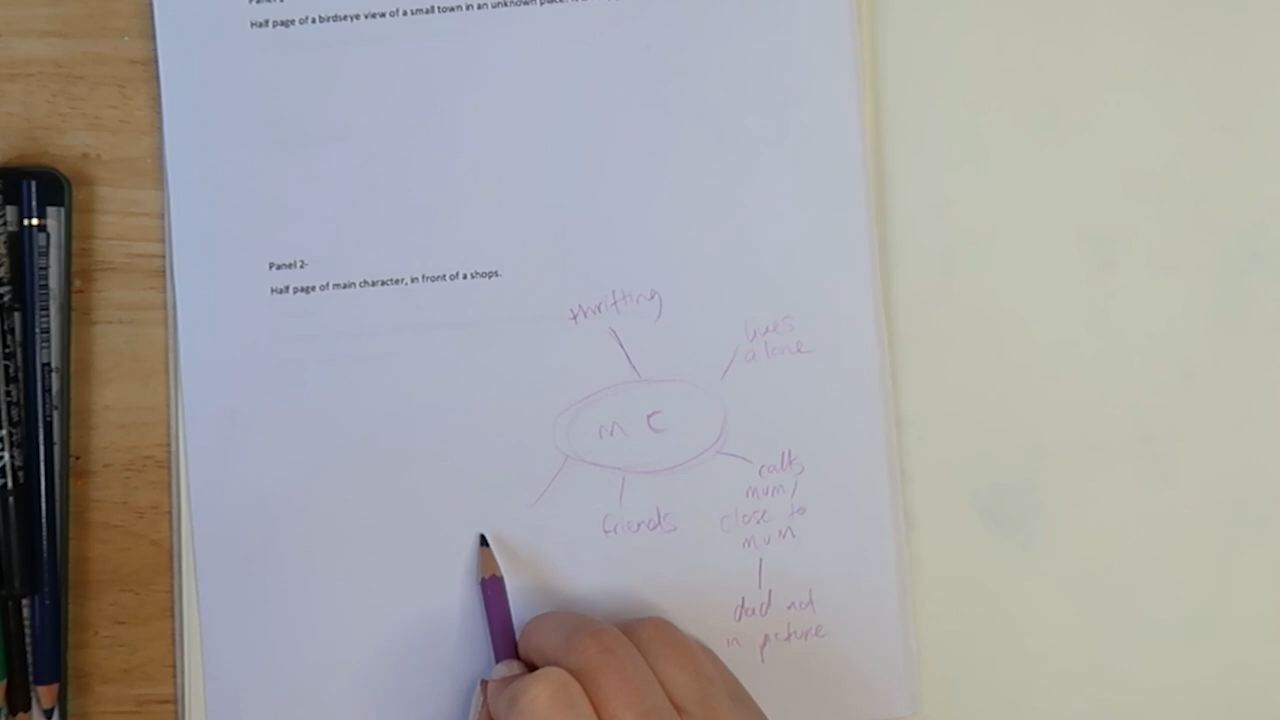 Half page of a birdseye view of a small town in an unknown place.
Panel 2-
Half page of main character, in front of a shops.
thrifting
lives
alone
MC
calls
mum/
close to
mum
friends
dad not
in picture